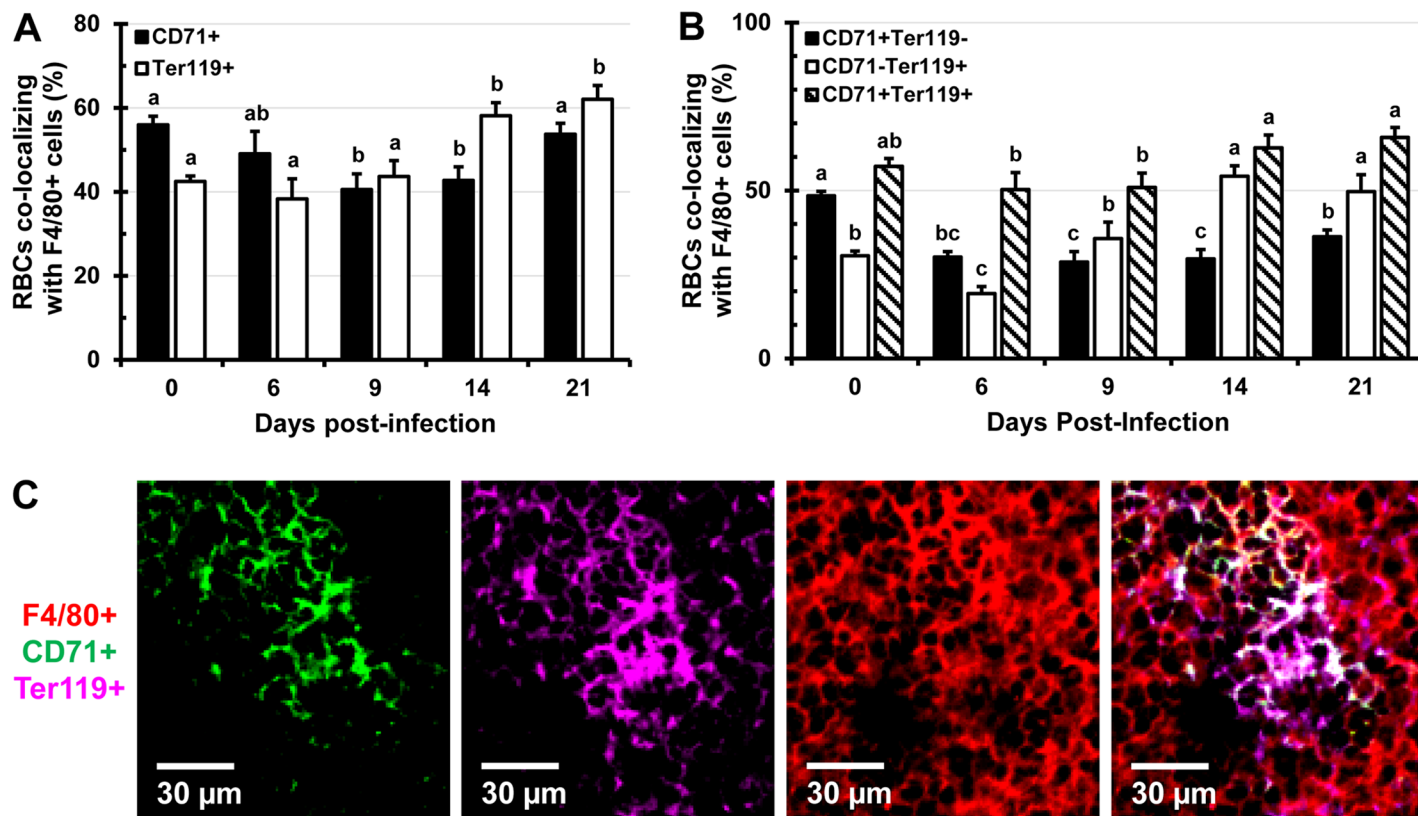 A
RBCs co-localizing
with F4/80+ cells (%)
80
60
40
20
0
CD71+
Ter119+
a
a
ab
a
b
a
b
b
a
b
0
6
9
14
21
Days post-infection
B
RBCs co-localizing
with F4/80+ cells (%)
100
50
0
CD71+Ter119-
CD71-Ter119+
CD71+Ter119+
a
b
ab
bc
c
b
c
b
b
c
a
a
b
a
a
0
6
9
14
21
Days Post-Infection
C
F4/80+
CD71+
Ter119+
30 µm
30 µm
30 µm
30 µm